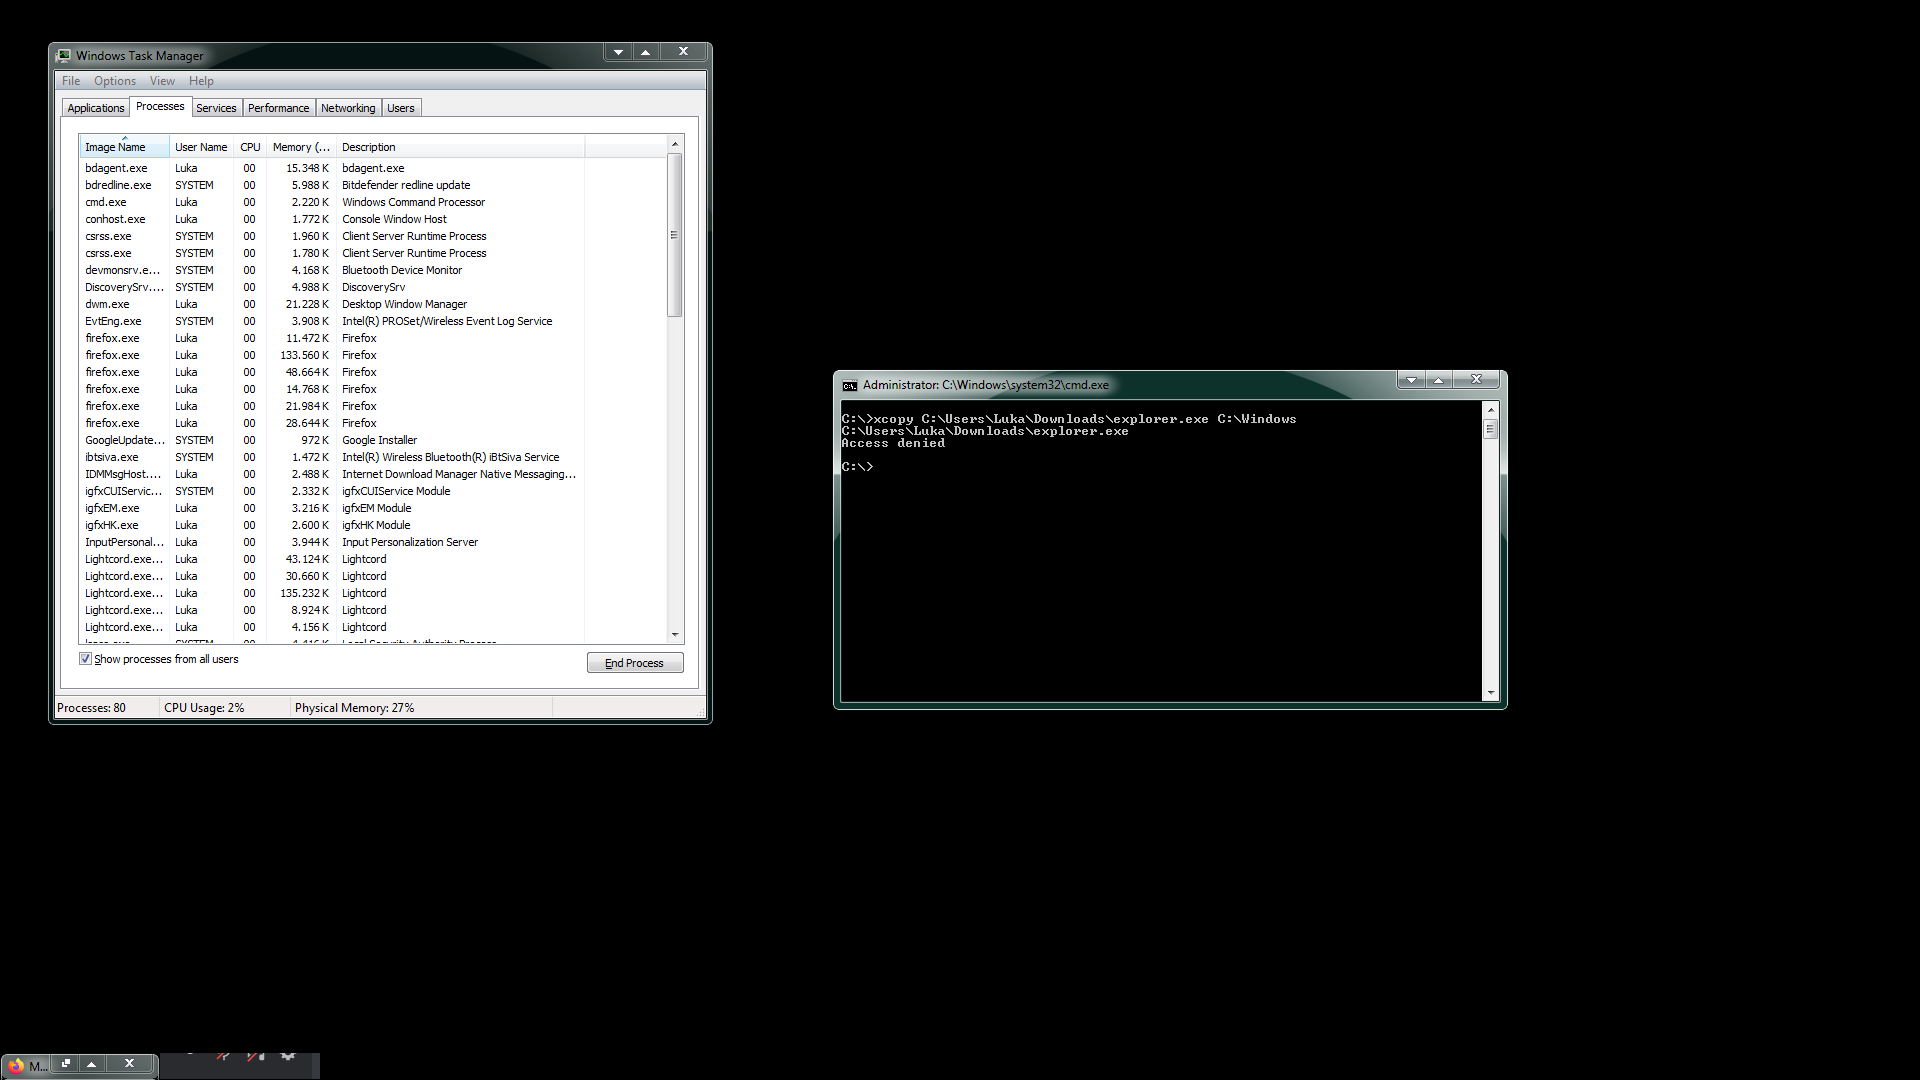 Windows Task Manager
File Options View Help
Applications Processes Services Performance Networking Users
Image Name User Name CPU Memory (... Description
bdagent.exe Luka 00 15.348 K bdagent.exe
bdredline.exe SYSTEM 00 5.988 K Bitdefender redline update
cmd.exe Luka 00 2.220 K Windows Command Processor
conhost.exe Luka 00 1.772 K Console Window Host
csrss.exe SYSTEM 00 1.960 K Client Server Runtime Process
csrss.exe SYSTEM 00 1.780 K Client Server Runtime Process
devmonsrv.e... SYSTEM 00 4.168 K Bluetooth Device Monitor
DiscoverySrv.... SYSTEM 00 4.988 K DiscoverySrv
dwm.exe Luka 00 21.228 K Desktop Window Manager
EvtEng.exe SYSTEM 00 3.908 K Intel(R) PROSet/Wireless Event Log Service
firefox.exe Luka 00 11.472 K Firefox
firefox.exe Luka 00 133.560 K Firefox
firefox.exe Luka 00 48.664 K Firefox
firefox.exe Luka 00 14.768 K Firefox
firefox.exe Luka 00 21.984 K Firefox
firefox.exe Luka 00 28.644 K Firefox
GoogleUpdate... SYSTEM 00 972 K Google Installer
ibtsiva.exe SYSTEM 00 1.472 K Intel(R) Wireless Bluetooth(R) iBtSiva Service
IDMMsgHost.... Luka 00 2.488 K Internet Download Manager Native Messaging...
igfxCUIServic... SYSTEM 00 2.332 K igfxCUIService Module
igfxEM.exe Luka 00 3.216 K igfxEM Module
igfxHK.exe Luka 00 2.600 K igfxHK Module
InputPersonal... Luka 00 3.944 K Input Personalization Server
Lightcord.exe... Luka 00 43.124 K Lightcord
Lightcord.exe... Luka 00 30.660 K Lightcord
Lightcord.exe... Luka 00 135.232 K Lightcord
Lightcord.exe... Luka 00 8.924 K Lightcord
Lightcord.exe... Luka 00 4.156 K Lightcord
lsass.exe SYSTEM 00 4.416 K Local Security Authority Process
Show processes from all users
End Process
Processes: 80 CPU Usage: 2% Physical Memory: 27%
Administrator: C:\Windows\system32\cmd.exe
C:\>xcopy C:\Users\Luka\Downloads\explorer.exe C:\Windows
C:\Users\Luka\Downloads\explorer.exe
Access denied
C:\>
M...